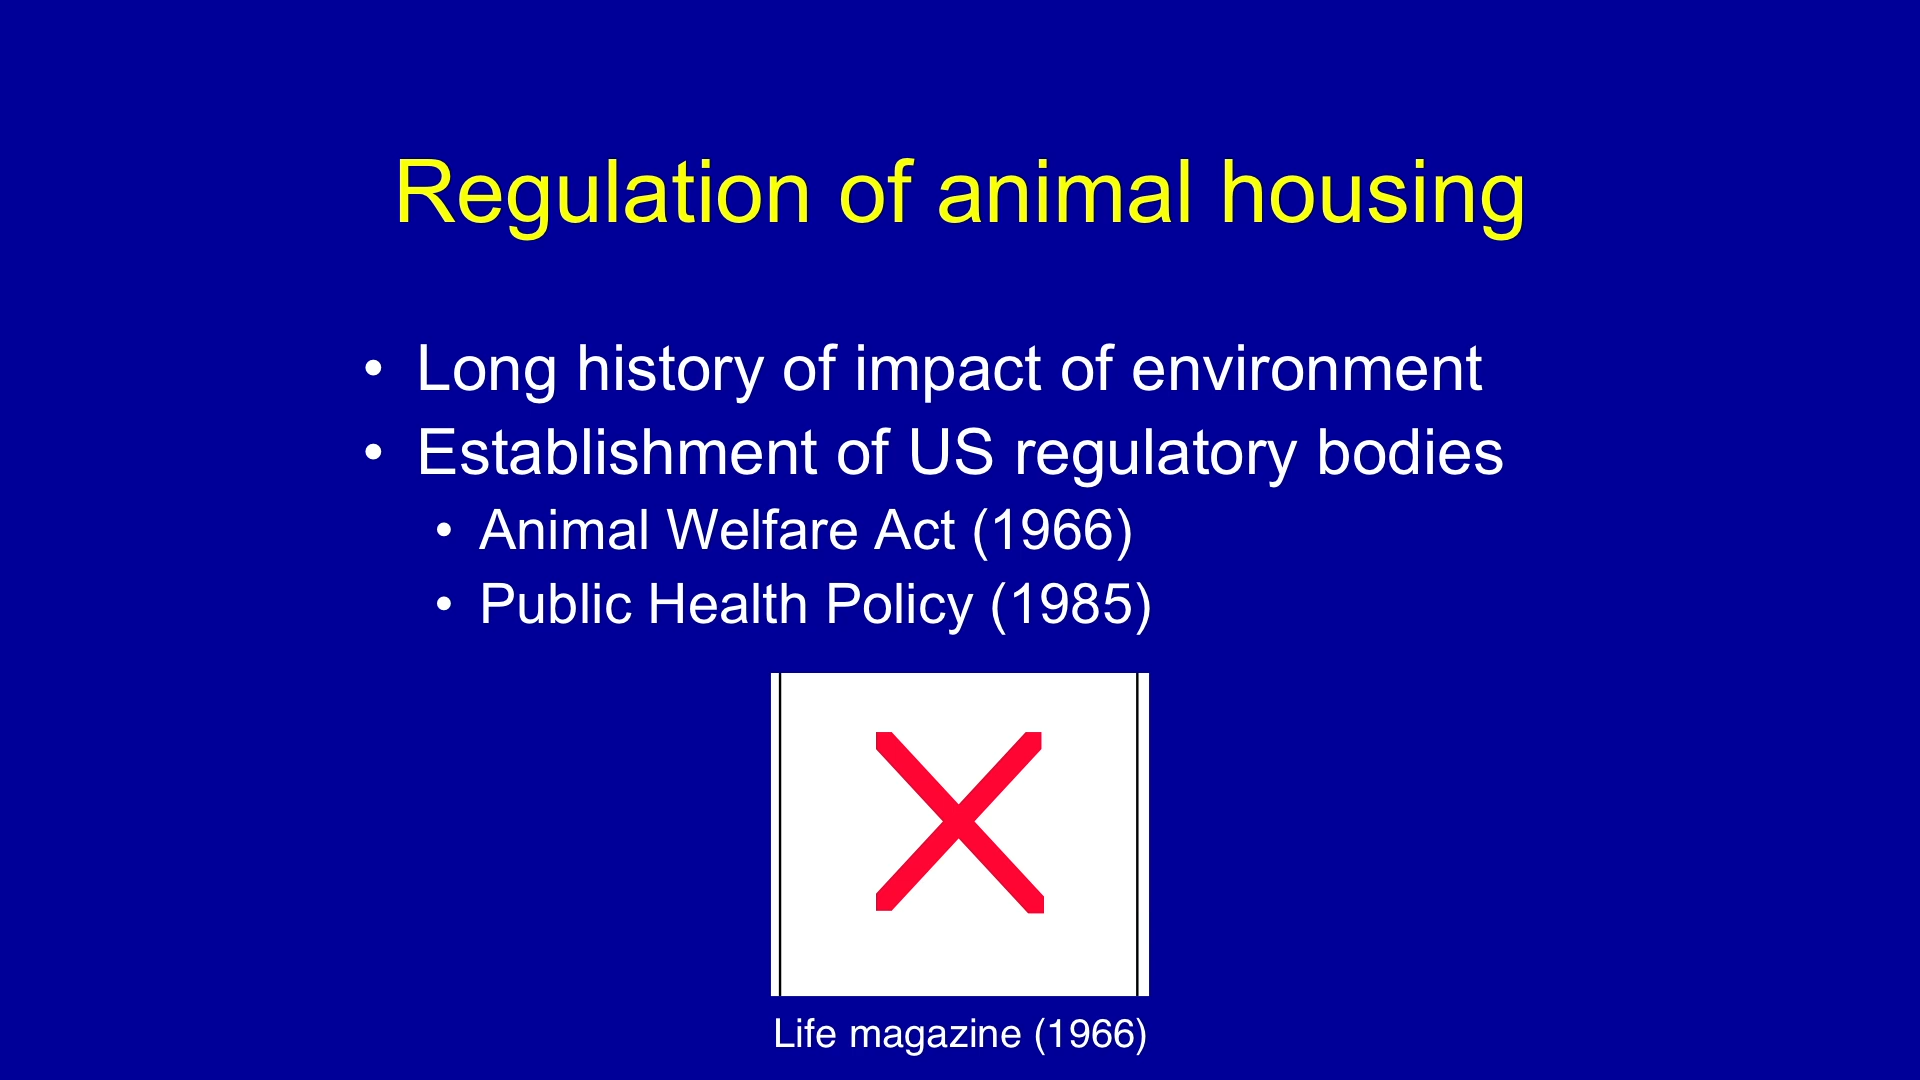 Regulation of animal housing
• Long history of impact of environment
• Establishment of US regulatory bodies
• Animal Welfare Act (1966)
• Public Health Policy (1985)
Life magazine (1966)